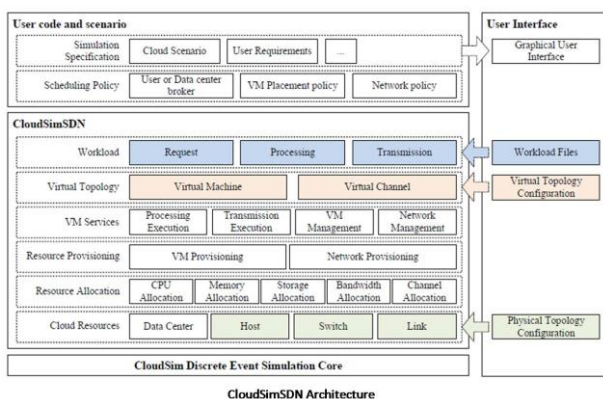 User code and scenario
User Interface
Simulation
Specification
Cloud Scenario
User Requirements
...
Graphical User
Interface
Scheduling Policy
User or Data center
broker
VM Placement policy
Network policy
CloudSimSDN
Workload
Request
Processing
Transmission
Workload Files
Virtual Topology
Virtual Machine
Virtual Channel
Virtual Topology
Configuration
VM Services
Processing
Execution
Transmission
Execution
VM
Management
Network
Management
Resource Provisioning
VM Provisioning
Network Provisioning
Resource Allocation
CPU
Allocation
Memory
Allocation
Storage
Allocation
Bandwidth
Allocation
Channel
Allocation
Cloud Resources
Data Center
Host
Switch
Link
Physical Topology
Configuration
CloudSim Discrete Event Simulation Core
CloudSimSDN Architecture